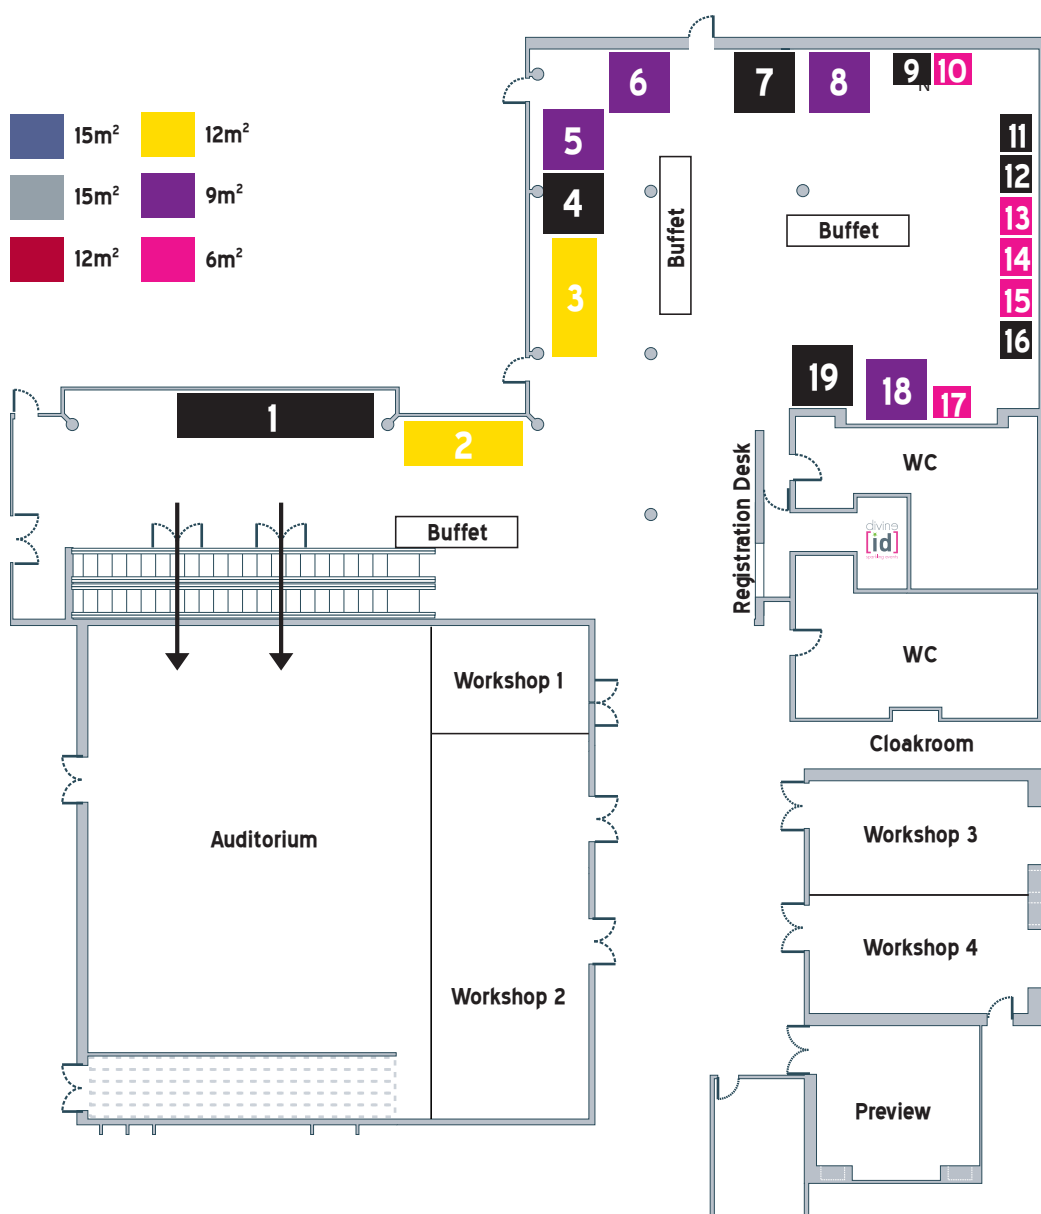 6
7
8
9
10
N
15m²
12m²
5
11
12
15m²
9m²
4
13
Buffet
Buffet
12m²
6m²
14
3
15
16
19
18
17
1
2
WC
Registration Desk
Buffet
divine
[id]
WC
Workshop 1
Cloakroom
Workshop 3
Auditorium
Workshop 4
Workshop 2
Preview